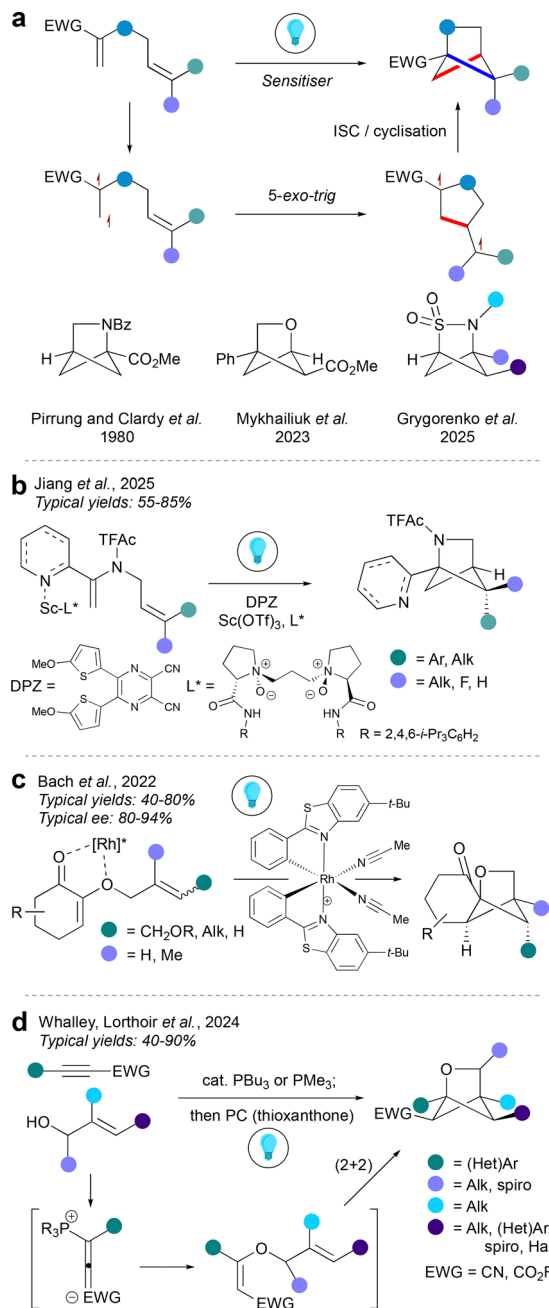 a
EWG
Sensitiser
EWG
ISC / cyclisation
EWG
5-exo-trig
EWG
NBz
H
CO2Me
O
Ph
H
CO2Me
O
O
S
N
H
Pirrung and Clardy et al.
1980
Mykhailiuk et al.
2023
Grygorenko et al.
2025
b Jiang et al., 2025
Typical yields: 55-85%
TFAc
N
N
Sc-L*
DPZ
Sc(OTf)3, L*
TFAc
N
H
N
DPZ =
MeO
S
MeO
S
N
N
CN
CN
L* =
N
⊕
O
⊖
N
⊕
O
⊖
O
NH
R
O
HN
R
= Ar, Alk
= Alk, F, H
R = 2,4,6-i-Pr3C6H2
c Bach et al., 2022
Typical yields: 40-80%
Typical ee: 80-94%
[Rh]*
O
O
R
= CH2OR, Alk, H
= H, Me
S
N
t-Bu
Rh
N
Me
N
Me
⊕
N
S
t-Bu
O
O
R
H
d Whalley, Lorthoir et al., 2024
Typical yields: 40-90%
EWG
HO
cat. PBu3 or PMe3;
then PC (thioxanthone)
O
EWG
(2+2)
R3P
⊕
⊖
EWG
O
EWG
= (Het)Ar
= Alk, spiro
= Alk
= Alk, (Het)Ar,
spiro, Ha
EWG = CN, CO2